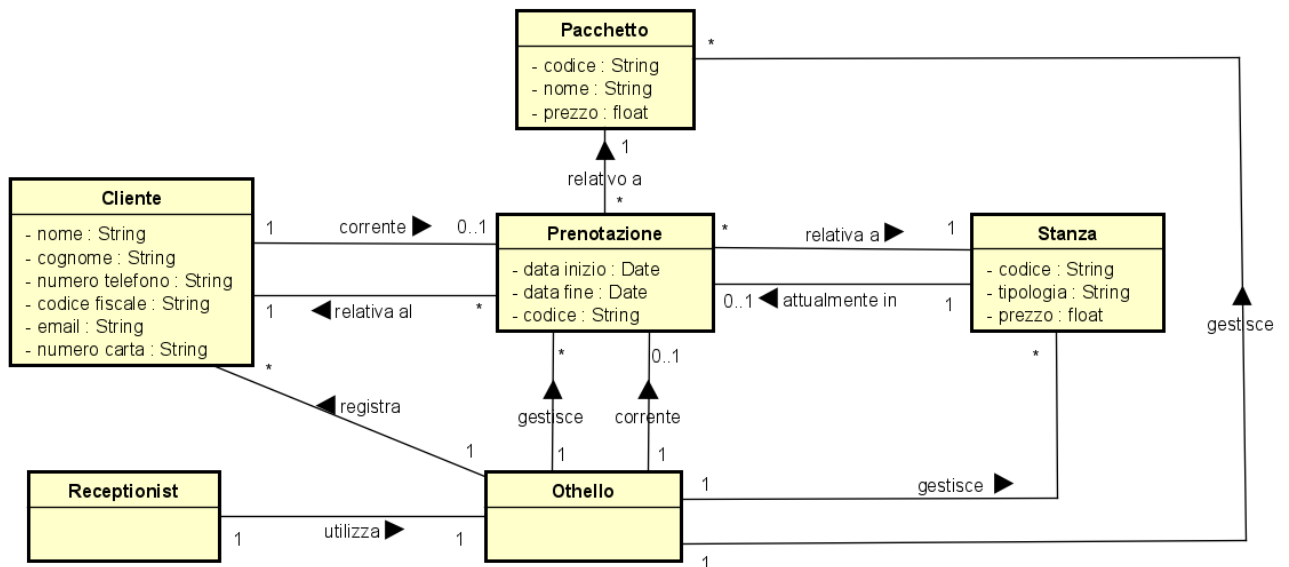 Pacchetto
- codice : String
- nome : String
- prezzo : float
*
1
relativo a
*
Cliente
- nome : String
- cognome : String
- numero telefono : String
- codice fiscale : String
- email : String
- numero carta : String
1
corrente
0..1
1
relativa al
*
Prenotazione
- data inizio : Date
- data fine : Date
- codice : String
*
relativa a
1
0..1
attualmente in
1
Stanza
- codice : String
- tipologia : String
- prezzo : float
gestisce
*
registra
1
*
gestisce
1
0..1
corrente
1
*
gestisce
1
Receptionist
1
utilizza
1
Othello
1